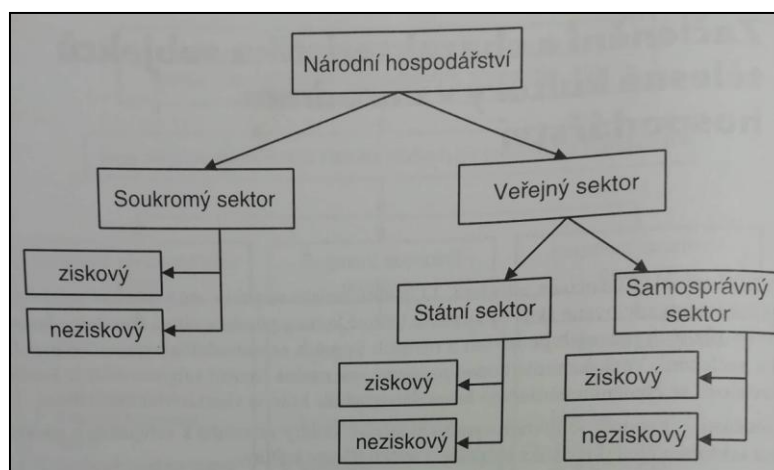 Národní hospodářství
Soukromý sektor
ziskový
neziskový
Veřejný sektor
Státní sektor
ziskový
neziskový
Samosprávný
sektor
ziskový
neziskový